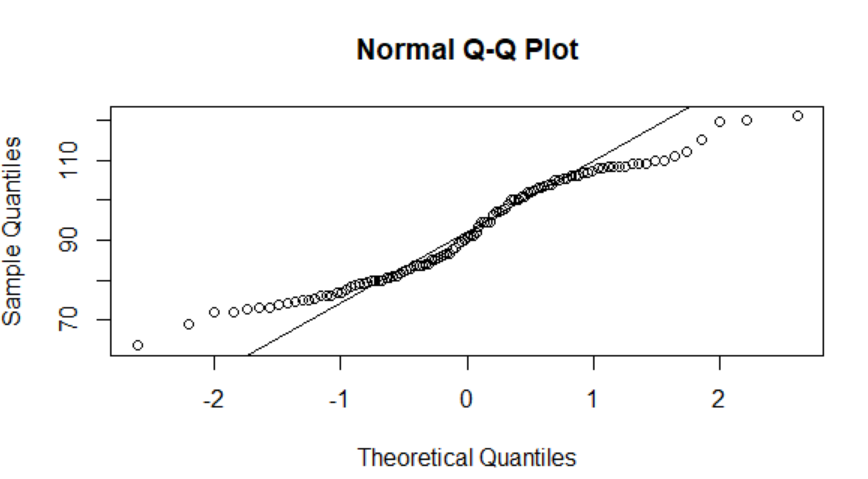 Normal Q-Q Plot
Sample Quantiles
110
90
70
-2 -1 0 1 2
Theoretical Quantiles